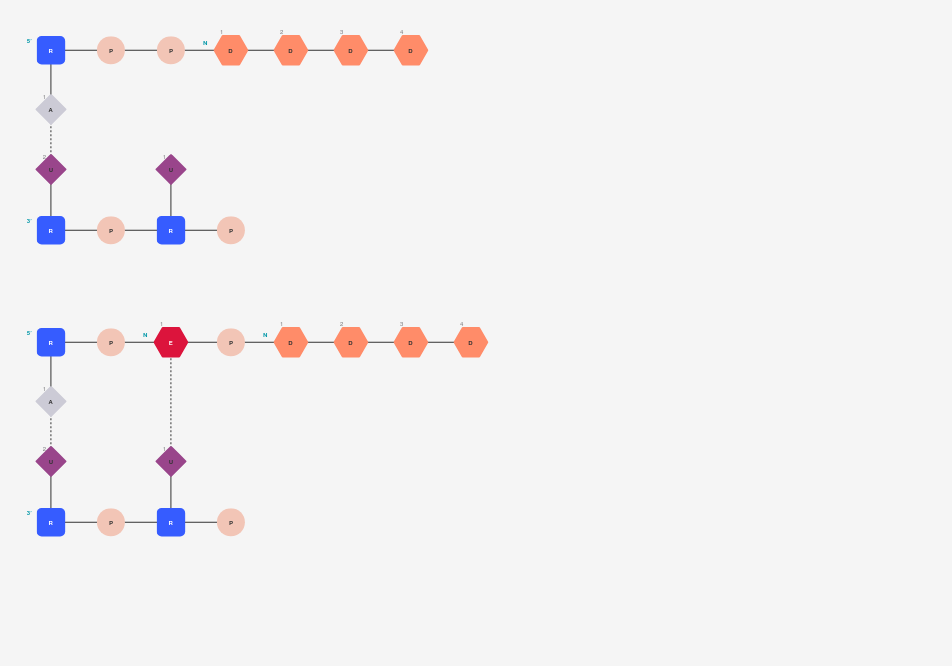 1 2 3 4
5' N
R P P D D D D
1
A
2 1
U U
3'
R P R P
1 1 2 3 4
5' N N
R P E P D D D D
1
A
2 1
U U
3'
R P R P